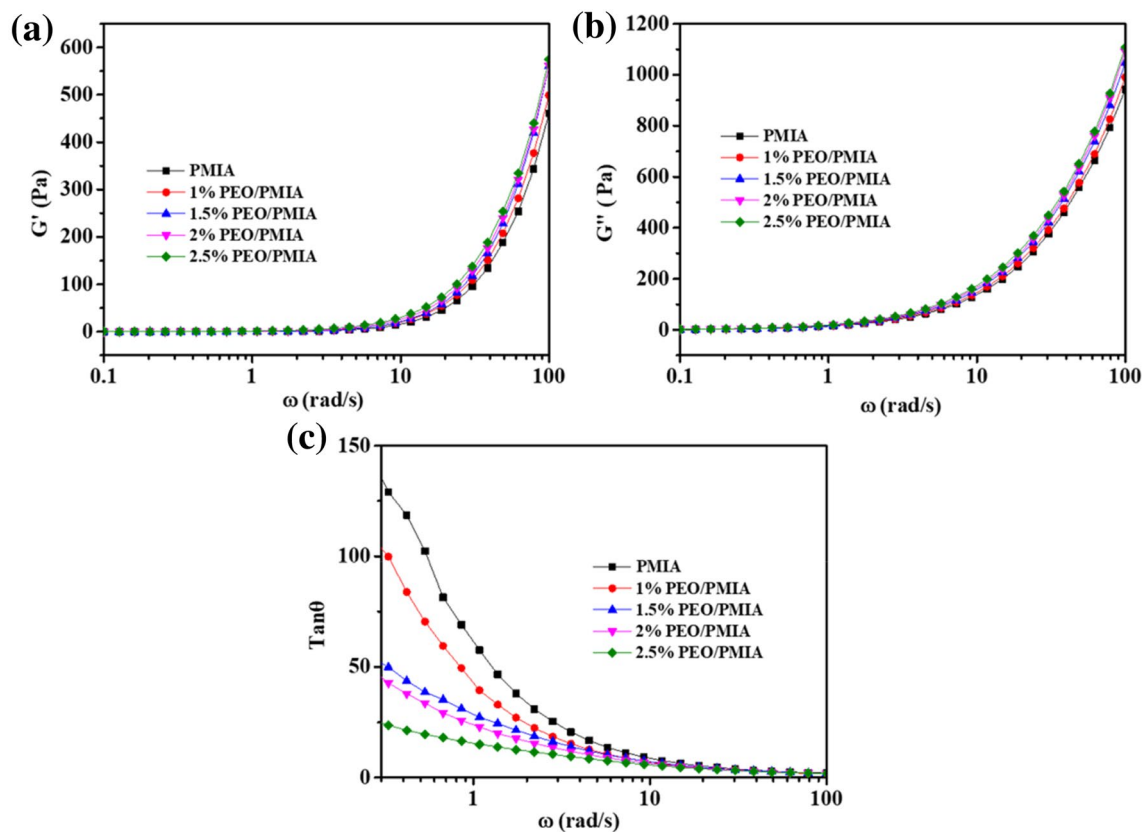 (a)
600
500
400
300
200
100
0
G' (Pa)
PMIA
1% PEO/PMIA
1.5% PEO/PMIA
2% PEO/PMIA
2.5% PEO/PMIA
0.1 1 10 100
ω (rad/s)
(b)
1200
1000
800
600
400
200
0
G'' ( Pa)
PMIA
1% PEO/PMIA
1.5% PEO/PMIA
2% PEO/PMIA
2.5% PEO/PMIA
0.1 1 10 100
ω (rad/s)
(c)
150
100
50
0
Tanθ
PMIA
1% PEO/PMIA
1.5% PEO/PMIA
2% PEO/PMIA
2.5% PEO/PMIA
1 10 100
ω (rad/s)